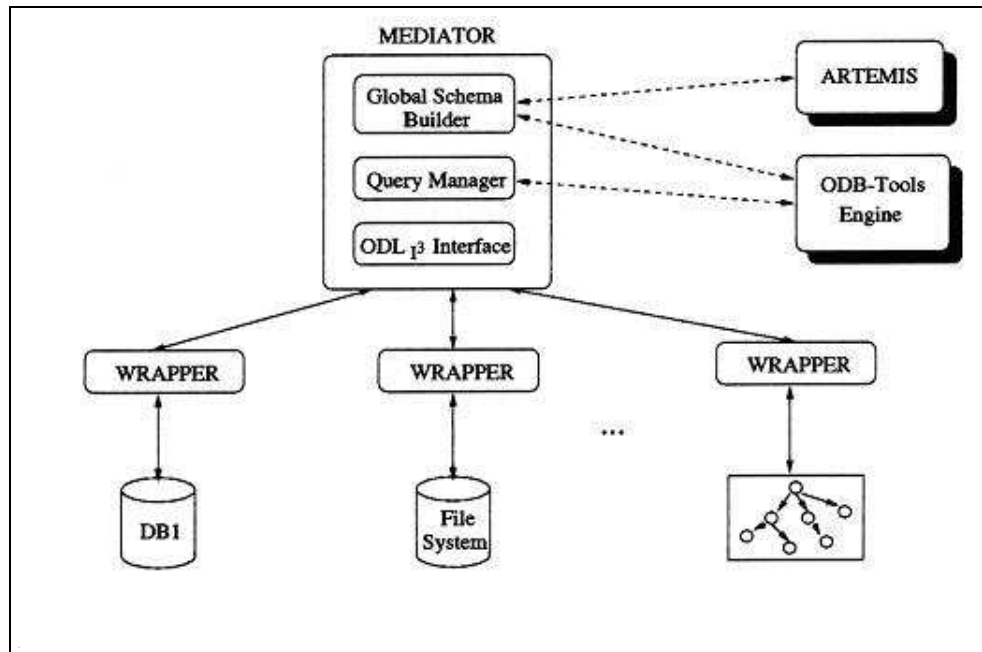 MEDIATOR
Global Schema
Builder
Query Manager
ODL I³ Interface
ARTEMIS
ODB-Tools
Engine
WRAPPER
WRAPPER
WRAPPER
...
DB1
File
System